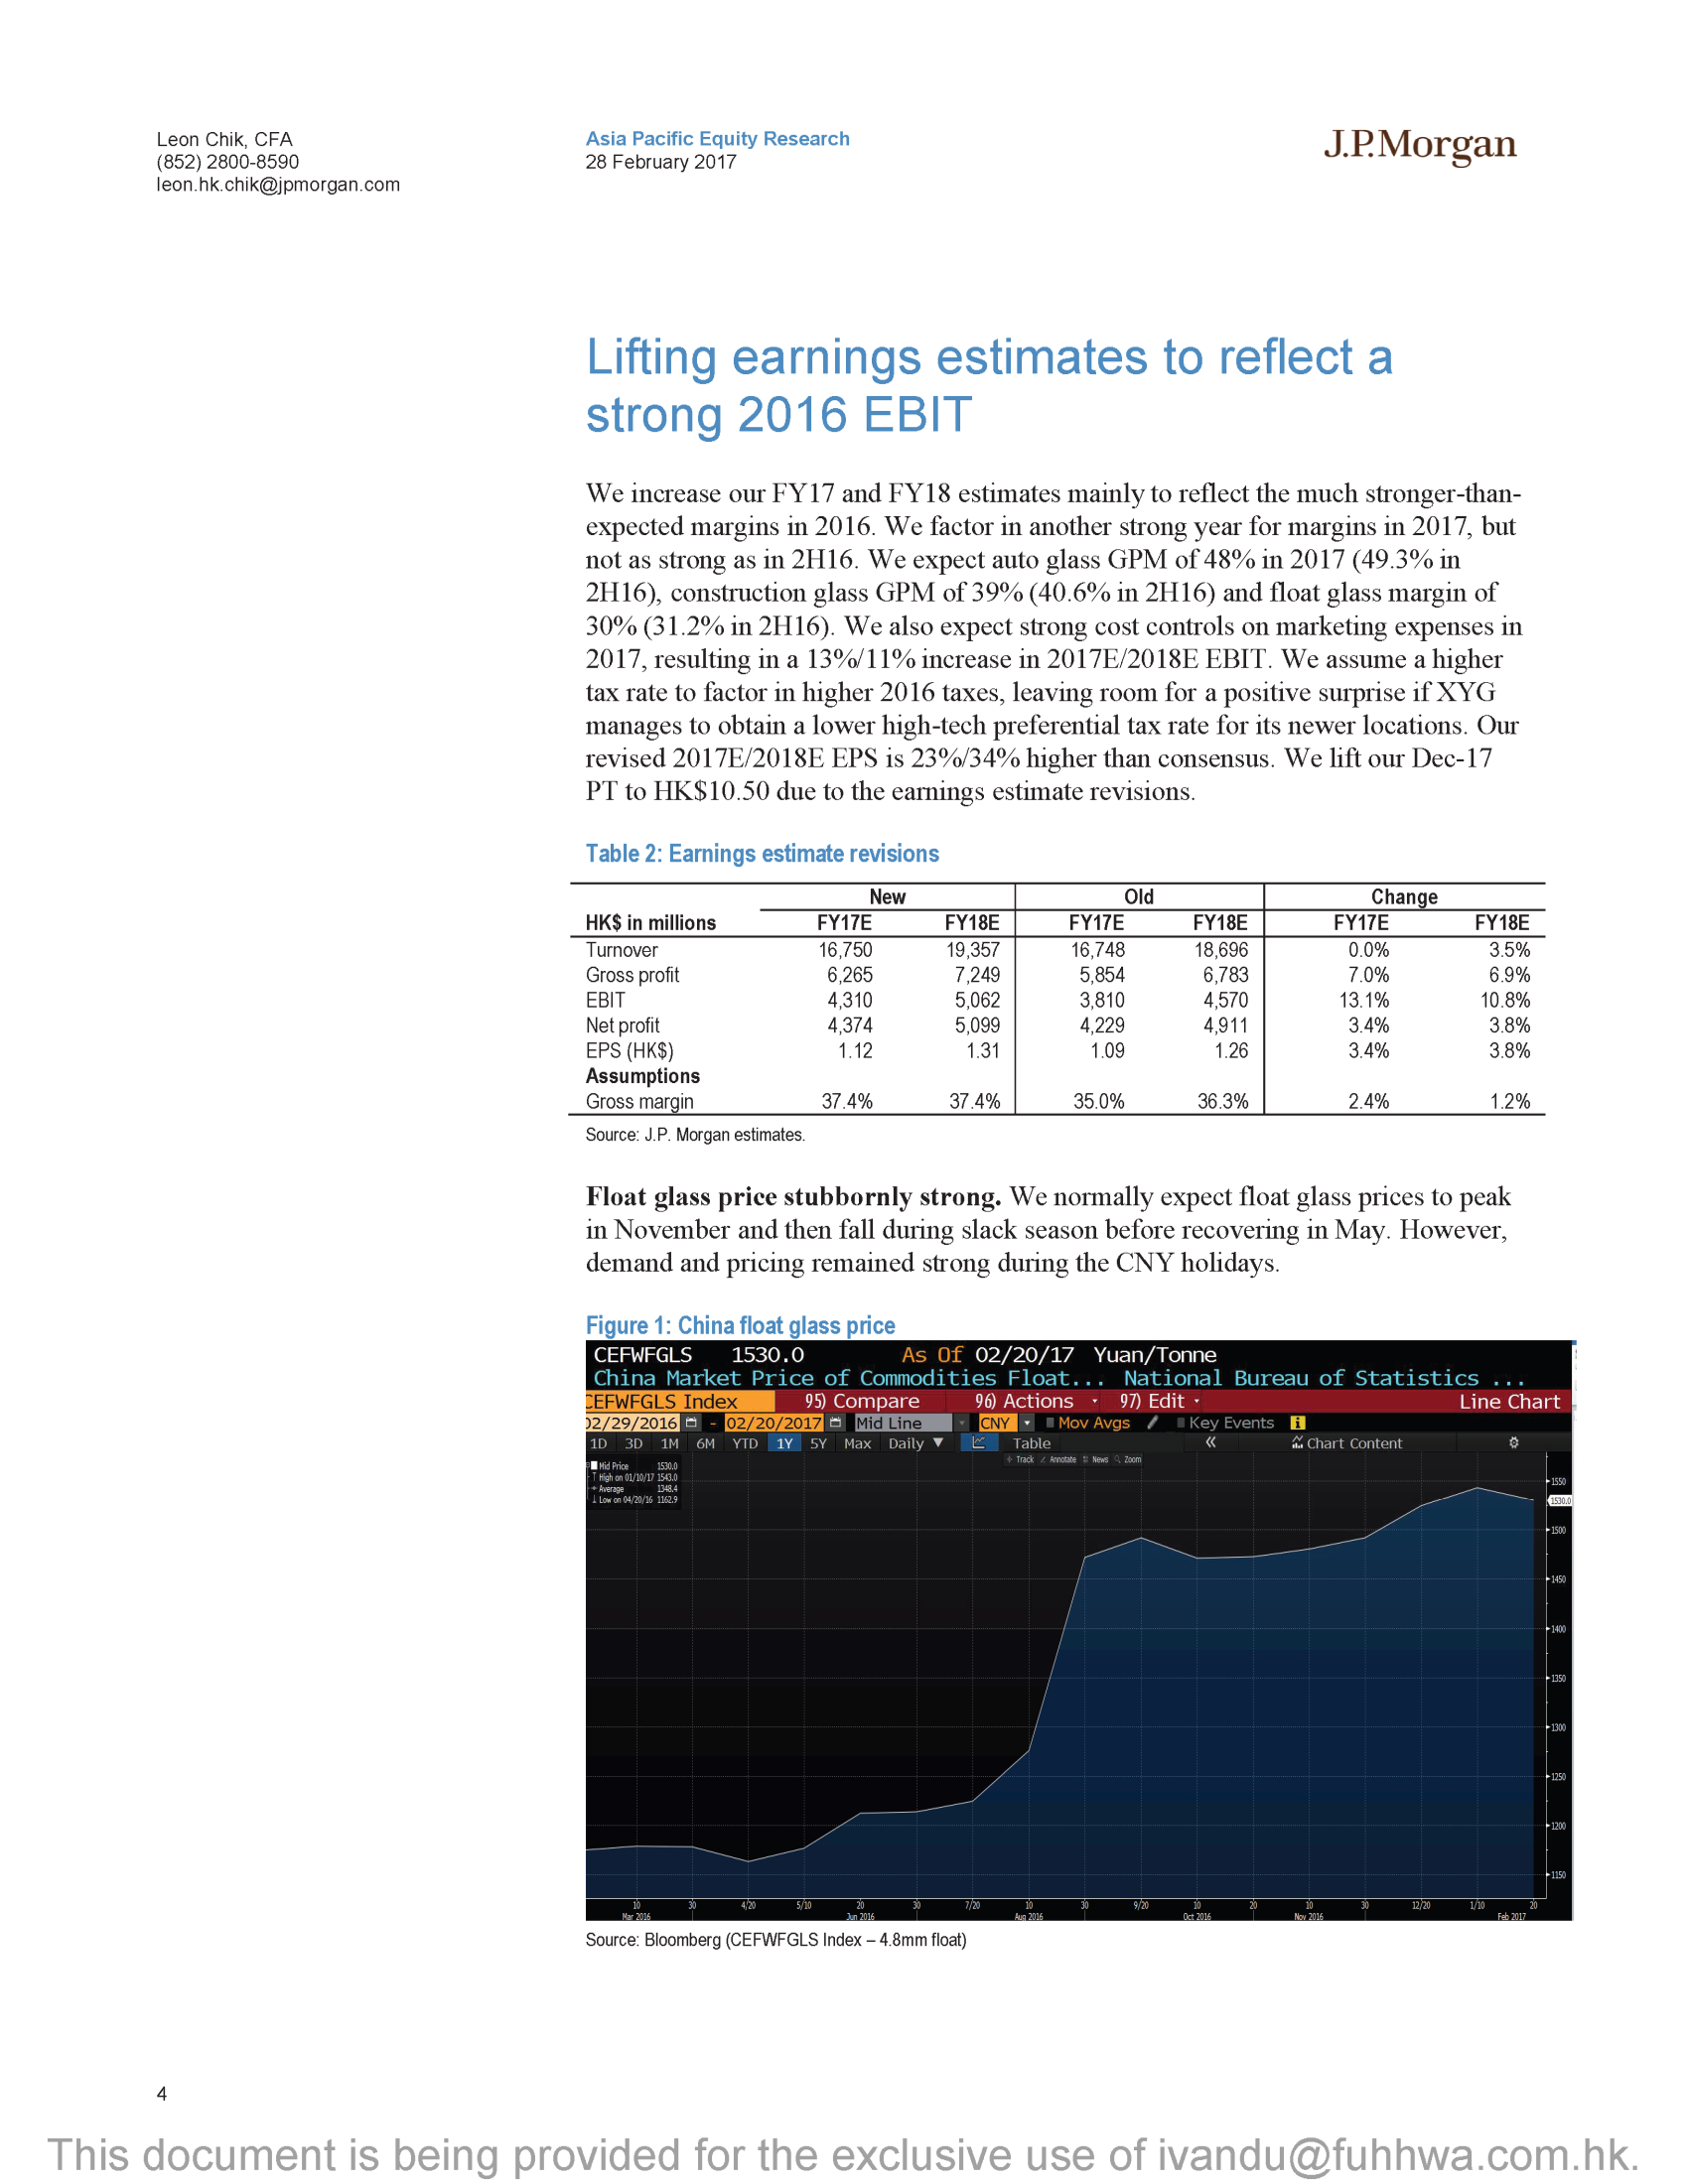 Leon Chik, CFA
(852) 2800-8590
leon.hk.chik@jpmorgan.com
Asia Pacific Equity Research
28 February 2017
J.P.Morgan
Lifting earnings estimates to reflect a
strong 2016 EBIT
We increase our FY17 and FY18 estimates mainly to reflect the much stronger-than-
expected margins in 2016. We factor in another strong year for margins in 2017, but
not as strong as in 2H16. We expect auto glass GPM of 48% in 2017 (49.3% in
2H16), construction glass GPM of 39% (40.6% in 2H16) and float glass margin of
30% (31.2% in 2H16). We also expect strong cost controls on marketing expenses in
2017, resulting in a 13%/11% increase in 2017E/2018E EBIT. We assume a higher
tax rate to factor in higher 2016 taxes, leaving room for a positive surprise if XYG
manages to obtain a lower high-tech preferential tax rate for its newer locations. Our
revised 2017E/2018E EPS is 23%/34% higher than consensus. We lift our Dec-17
PT to HK$10.50 due to the earnings estimate revisions.
Table 2: Earnings estimate revisions
New Old Change
HK$ in millions FY17E FY18E FY17E FY18E FY17E FY18E
Turnover 16,750 19,357 16,748 18,696 0.0% 3.5%
Gross profit 6,265 7,249 5,854 6,783 7.0% 6.9%
EBIT 4,310 5,062 3,810 4,570 13.1% 10.8%
Net profit 4,374 5,099 4,229 4,911 3.4% 3.8%
EPS (HK$) 1.12 1.31 1.09 1.26 3.4% 3.8%
Assumptions
Gross margin 37.4% 37.4% 35.0% 36.3% 2.4% 1.2%
Source: J.P. Morgan estimates.
Float glass price stubbornly strong. We normally expect float glass prices to peak
in November and then fall during slack season before recovering in May. However,
demand and pricing remained strong during the CNY holidays.
Figure 1: China float glass price
CEFWFGLS 1530.0 As Of 02/20/17 Yuan/Tonne
China Market Price of Commodities Float... National Bureau of Statistics ...
CEFWFGLS Index 95) Compare 96) Actions 97) Edit Line Chart
02/29/2016 - 02/20/2017 Mid Line CNY Mov Avgs Key Events
1D 3D 1M 6M YTD 1Y 5Y Max Daily ▼ Table « Chart Content
Track Annotate News Zoom
Mid Price 1530.0
High on 01/10/17 1543.0
Average 1348.4
Low on 04/20/16 1162.9
1550
1530.0
1500
1450
1400
1350
1300
1250
1200
1150
10 30 4/20 5/10 20 30 7/20 10 30 9/20 10 20 10 30 12/20 1/10 20
Mar 2016 Jun 2016 Aug 2016 Oct 2016 Nov 2016 Feb 2017
Source: Bloomberg (CEFWFGLS Index – 4.8mm float)
4
This document is being provided for the exclusive use of ivandu@fuhhwa.com.hk.